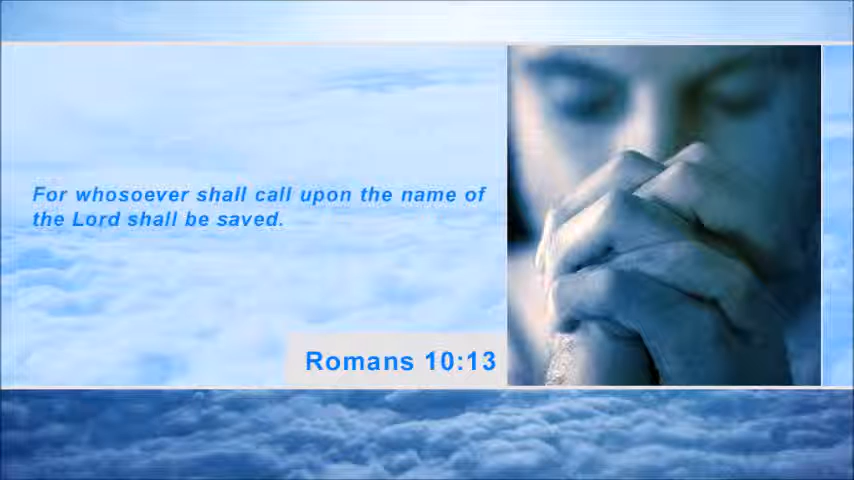 For whosoever shall call upon the name of
the Lord shall be saved.
Romans 10:13